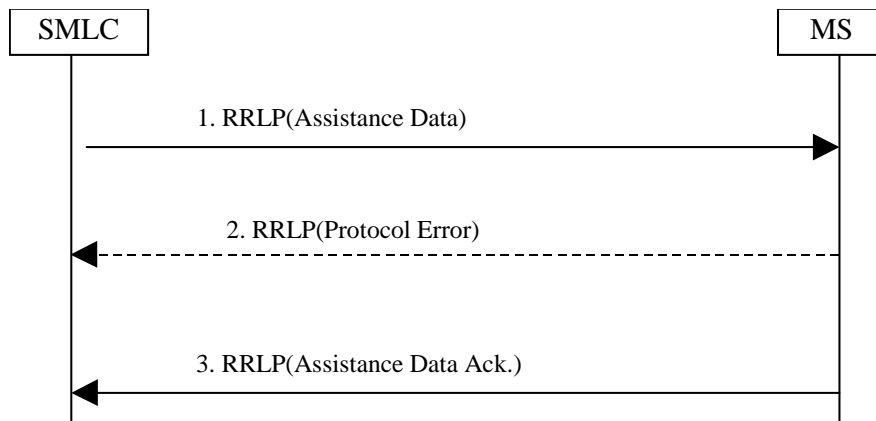 SMLC
MS
1. RRLP(Assistance Data)
2. RRLP(Protocol Error)
3. RRLP(Assistance Data Ack.)